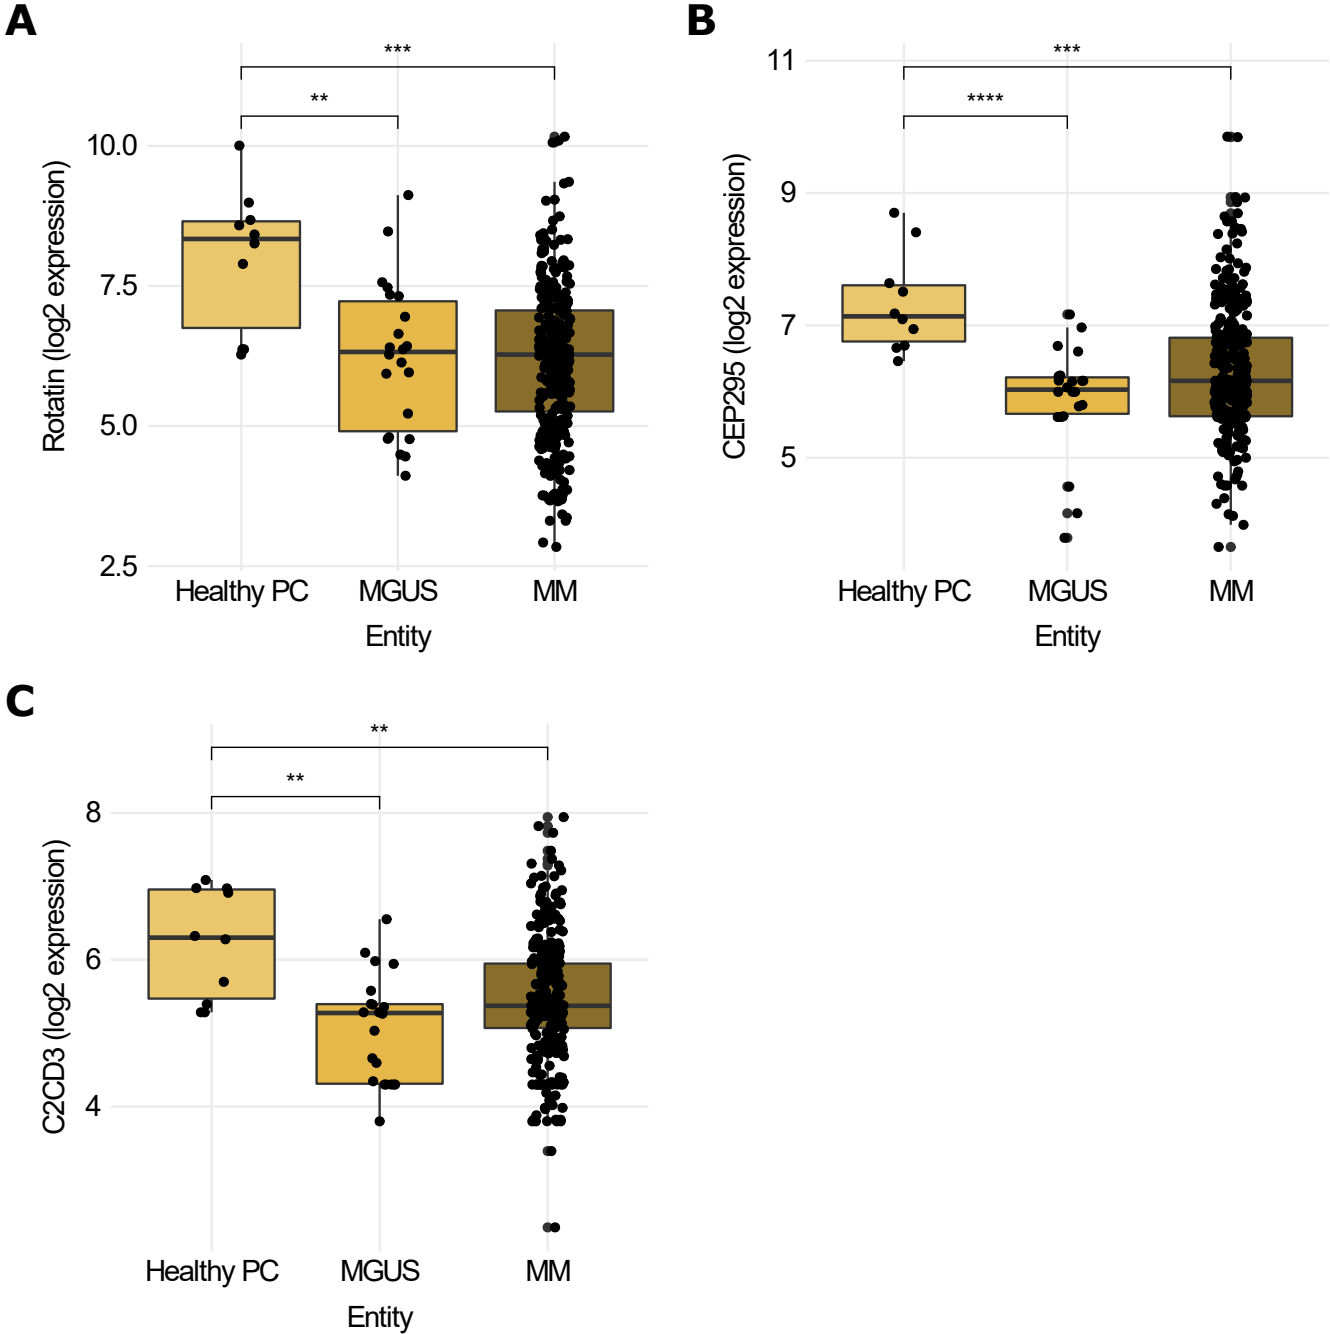 A
***
**
10.0
7.5
5.0
2.5
Rotatin (log2 expression)
Healthy PC MGUS MM
Entity
B
***
****
11
9
7
5
CEP295 (log2 expression)
Healthy PC MGUS MM
Entity
C
**
**
8
6
4
C2CD3 (log2 expression)
Healthy PC MGUS MM
Entity